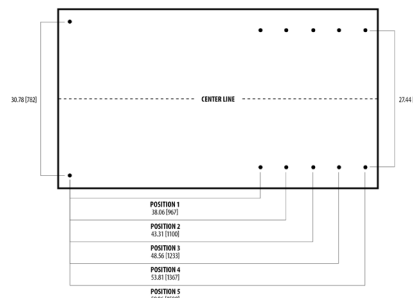 CENTER LINE
30.78 [782]
27.44
POSITION 1
38.06 [967]
POSITION 2
43.31 [1100]
POSITION 3
48.56 [1233]
POSITION 4
53.81 [1367]
POSITION 5